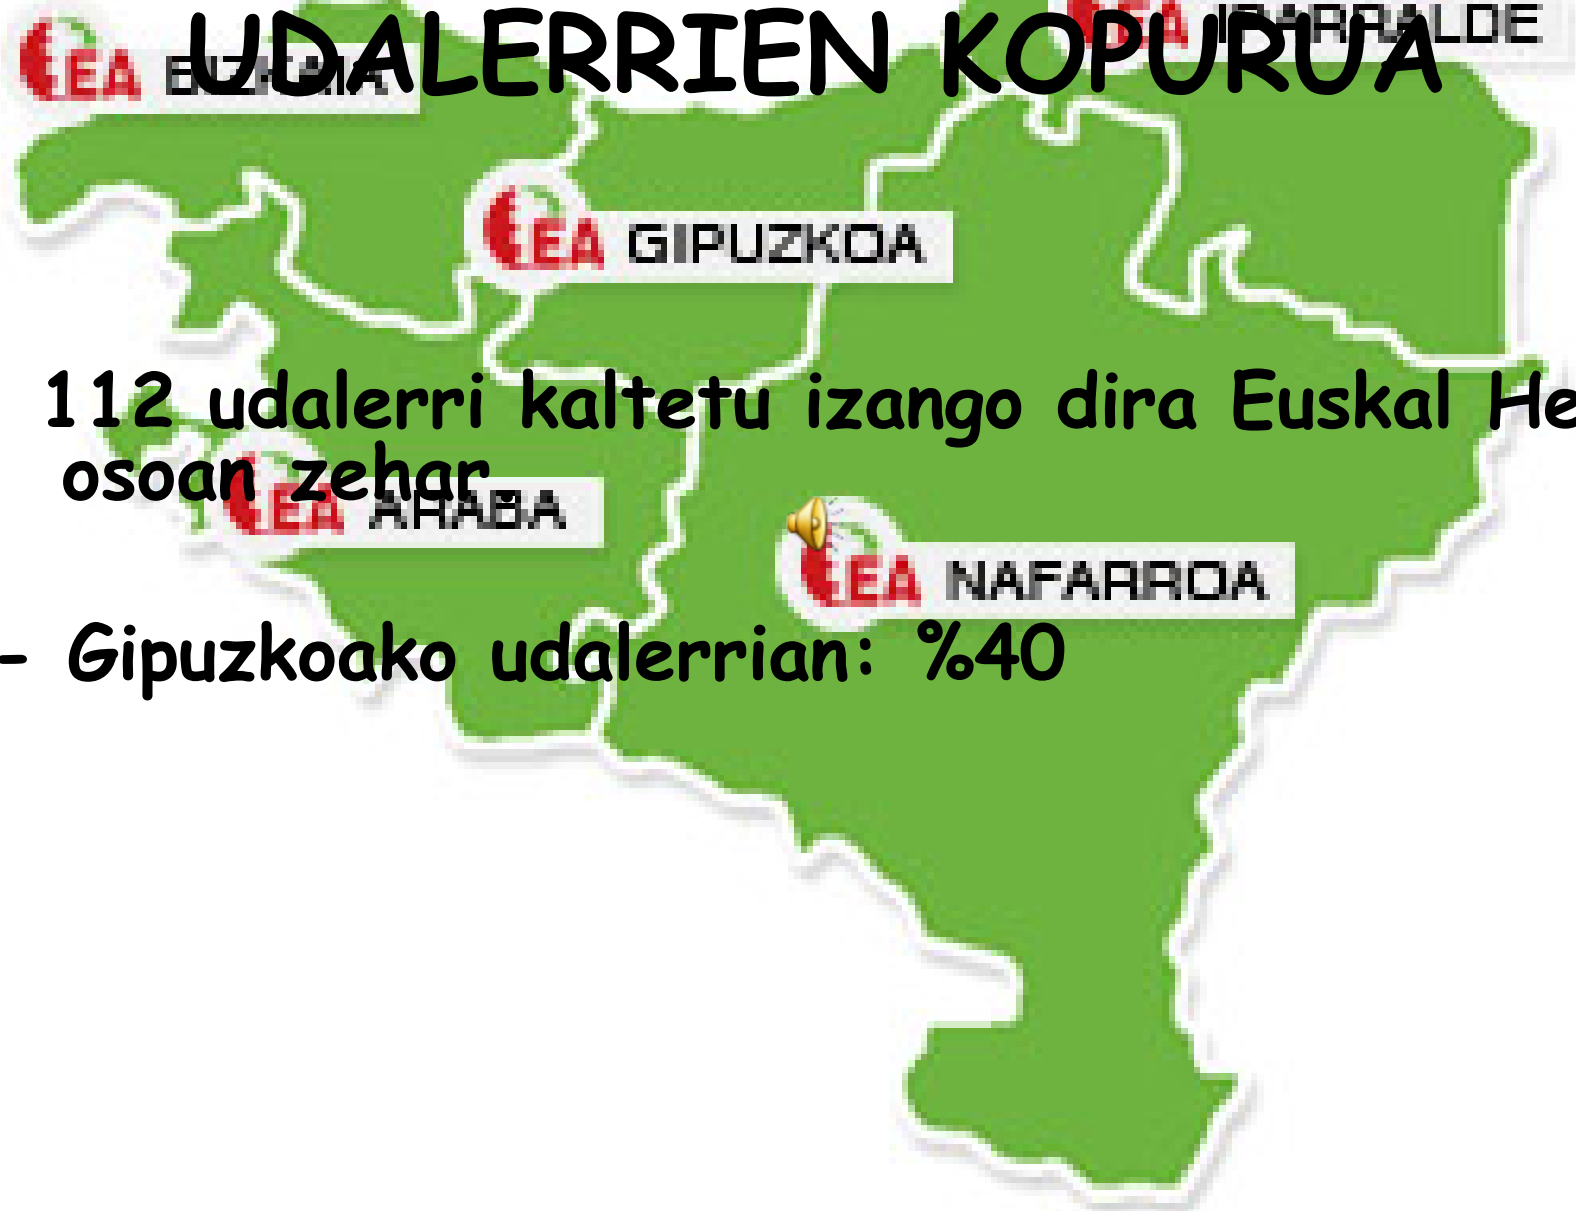 UDALERRIEN KOPURUA
EA BIZKAIA
EA IPARRALDE
EA GIPUZKOA
112 udalerri kaltetu izango dira Euskal He
osoan zehar.
EA ARABA
EA NAFARROA
- Gipuzkoako udalerrian: %40